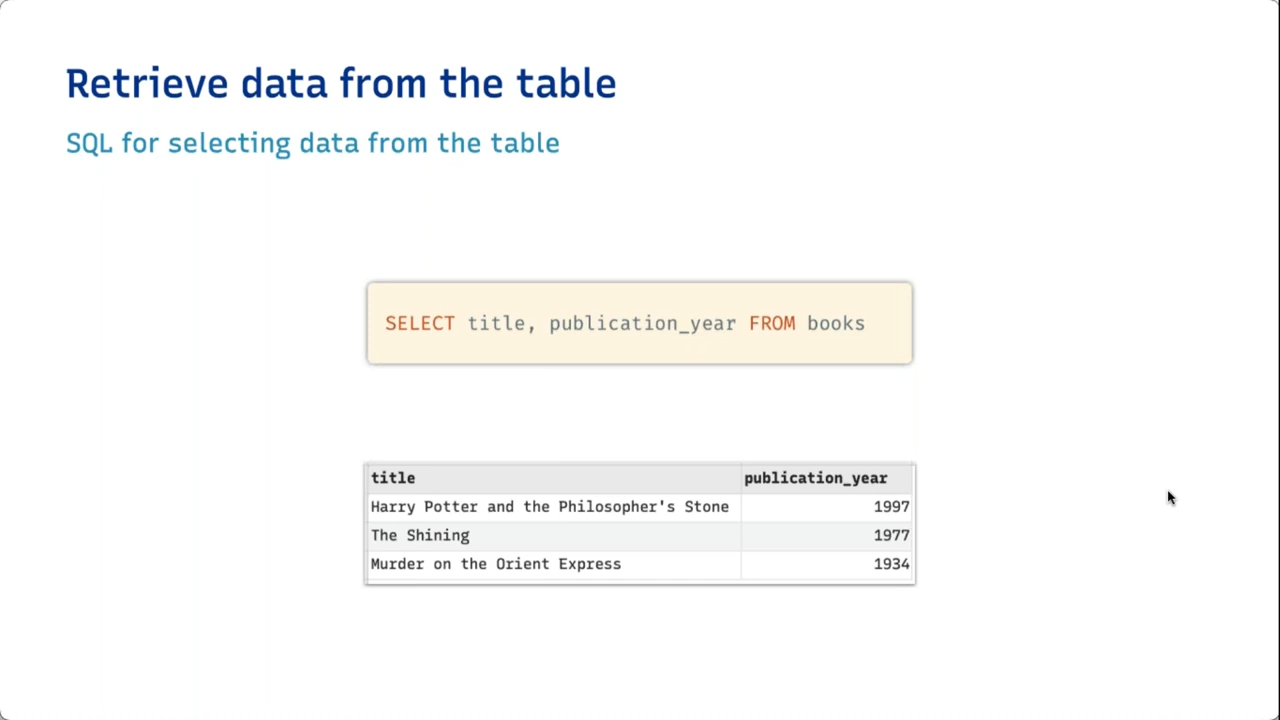 Retrieve data from the table
SQL for selecting data from the table
SELECT title, publication_year FROM books
title publication_year
Harry Potter and the Philosopher's Stone 1997
The Shining 1977
Murder on the Orient Express 1934